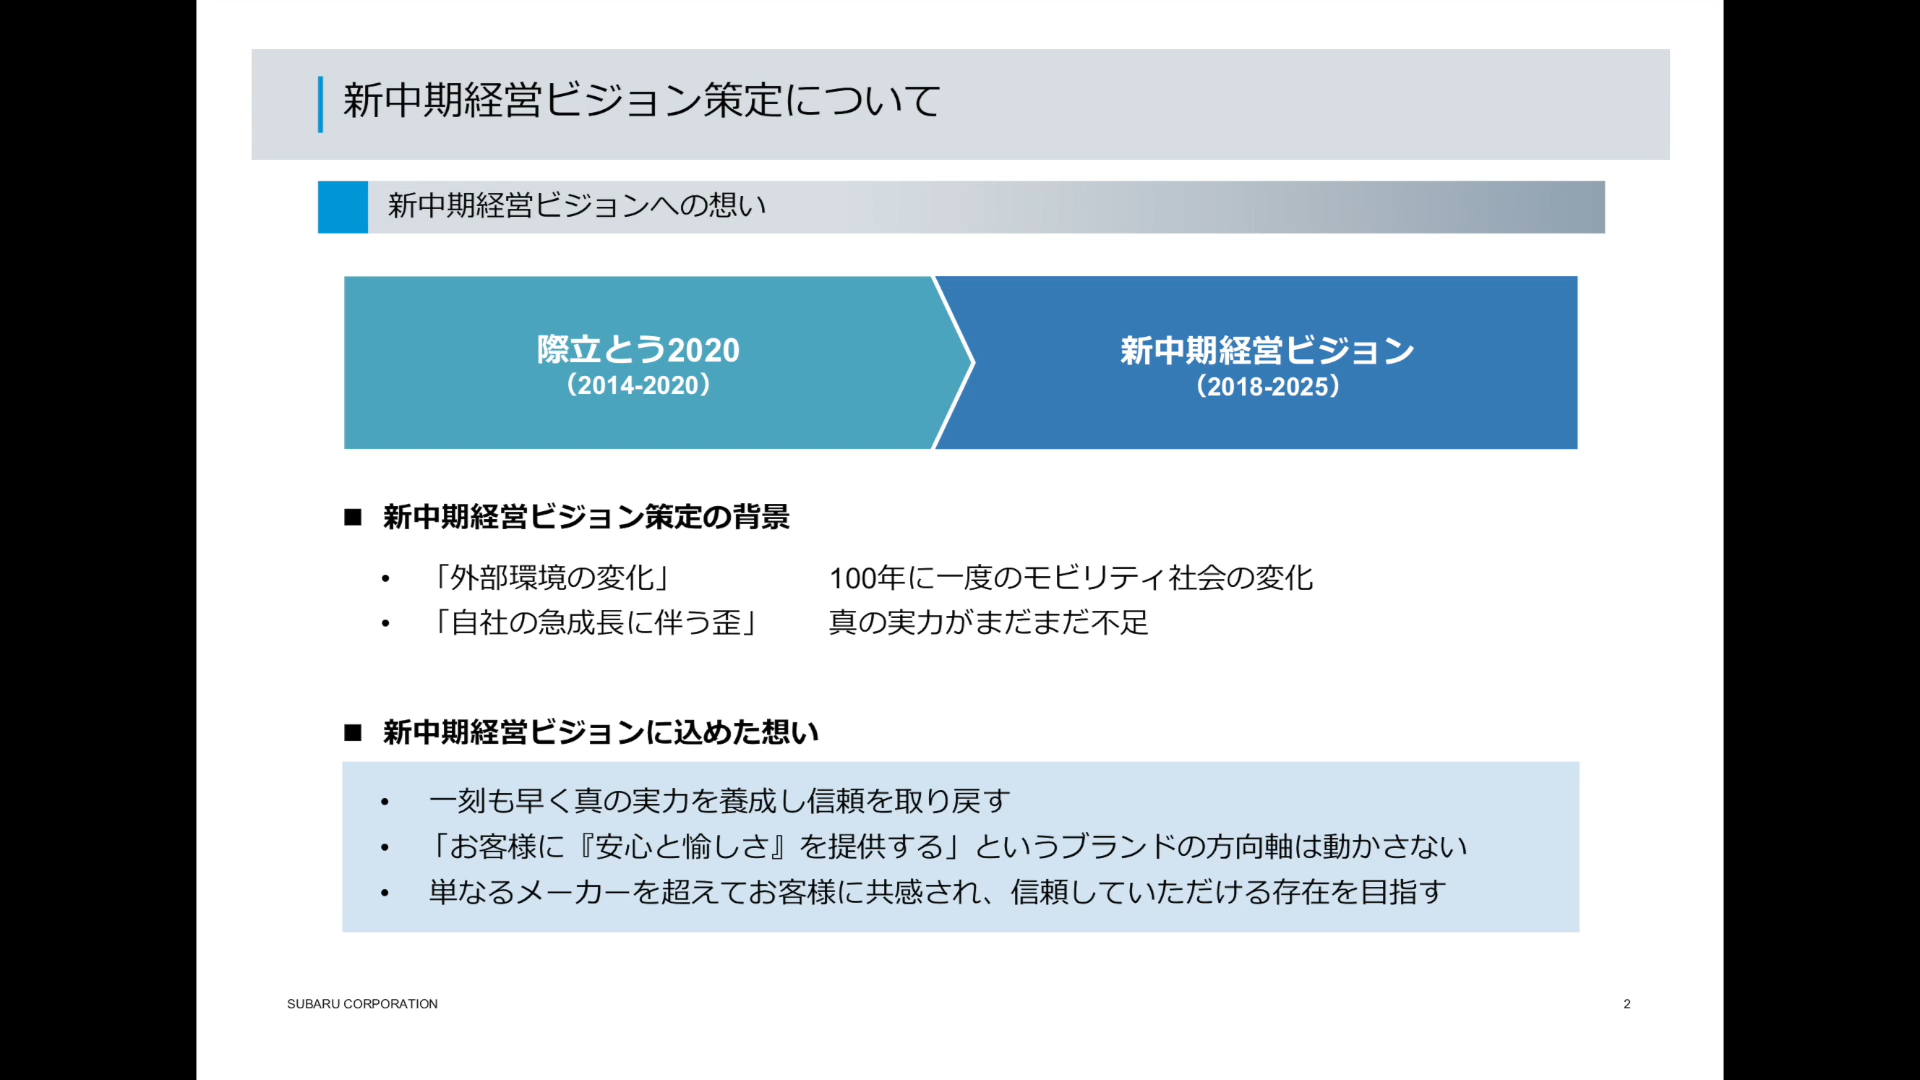 新中期経営ビジョン策定について
新中期経営ビジョンへの想い
際立とう2020
（2014-2020）
新中期経営ビジョン
（2018-2025）
■ 新中期経営ビジョン策定の背景
• 「外部環境の変化」 100年に一度のモビリティ社会の変化
• 「自社の急成長に伴う歪」 真の実力がまだまだ不足
■ 新中期経営ビジョンに込めた想い
• 一刻も早く真の実力を養成し信頼を取り戻す
• 「お客様に『安心と愉しさ』を提供する」というブランドの方向軸は動かさない
• 単なるメーカーを超えてお客様に共感され、信頼していただける存在を目指す
SUBARU CORPORATION
2